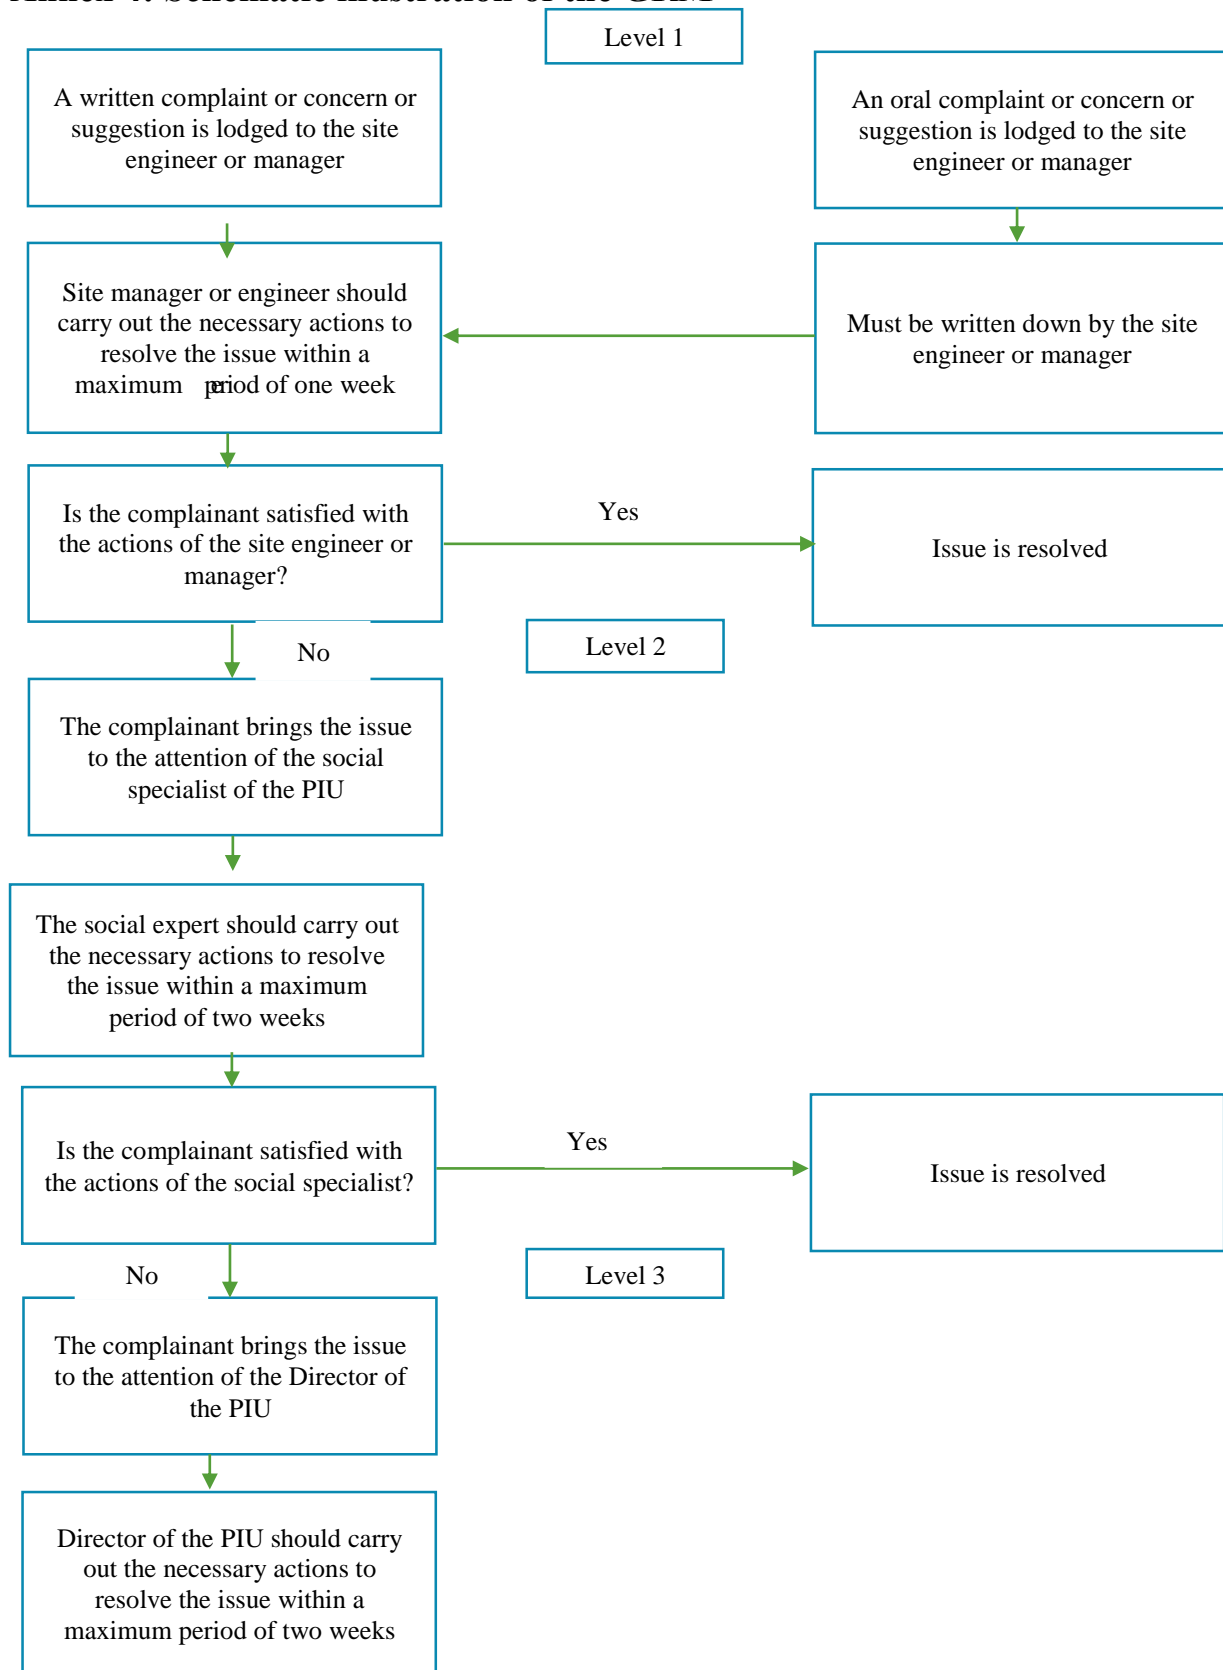 Level 1
A written complaint or concern or
suggestion is lodged to the site
engineer or manager
An oral complaint or concern or
suggestion is lodged to the site
engineer or manager
Site manager or engineer should
carry out the necessary actions to
resolve the issue within a
maximum period of one week
Must be written down by the site
engineer or manager
Is the complainant satisfied with
the actions of the site engineer or
manager?
Yes
Issue is resolved
No
Level 2
The complainant brings the issue
to the attention of the social
specialist of the PIU
The social expert should carry out
the necessary actions to resolve
the issue within a maximum
period of two weeks
Is the complainant satisfied with
the actions of the social specialist?
Yes
Issue is resolved
No
Level 3
The complainant brings the issue
to the attention of the Director of
the PIU
Director of the PIU should carry
out the necessary actions to
resolve the issue within a
maximum period of two weeks